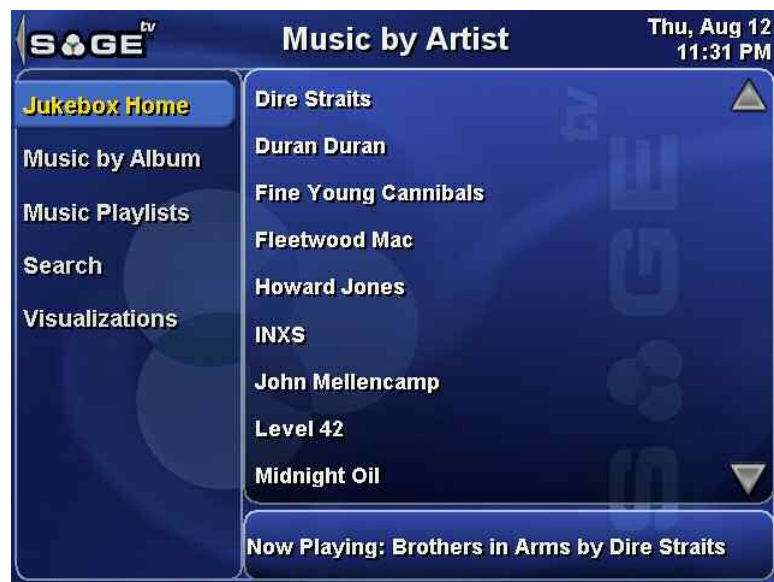 SAGE tv
Music by Artist
Thu, Aug 12
11:31 PM
Jukebox Home
Music by Album
Music Playlists
Search
Visualizations
Dire Straits
Duran Duran
Fine Young Cannibals
Fleetwood Mac
Howard Jones
INXS
John Mellencamp
Level 42
Midnight Oil
SAGE tv
Now Playing: Brothers in Arms by Dire Straits